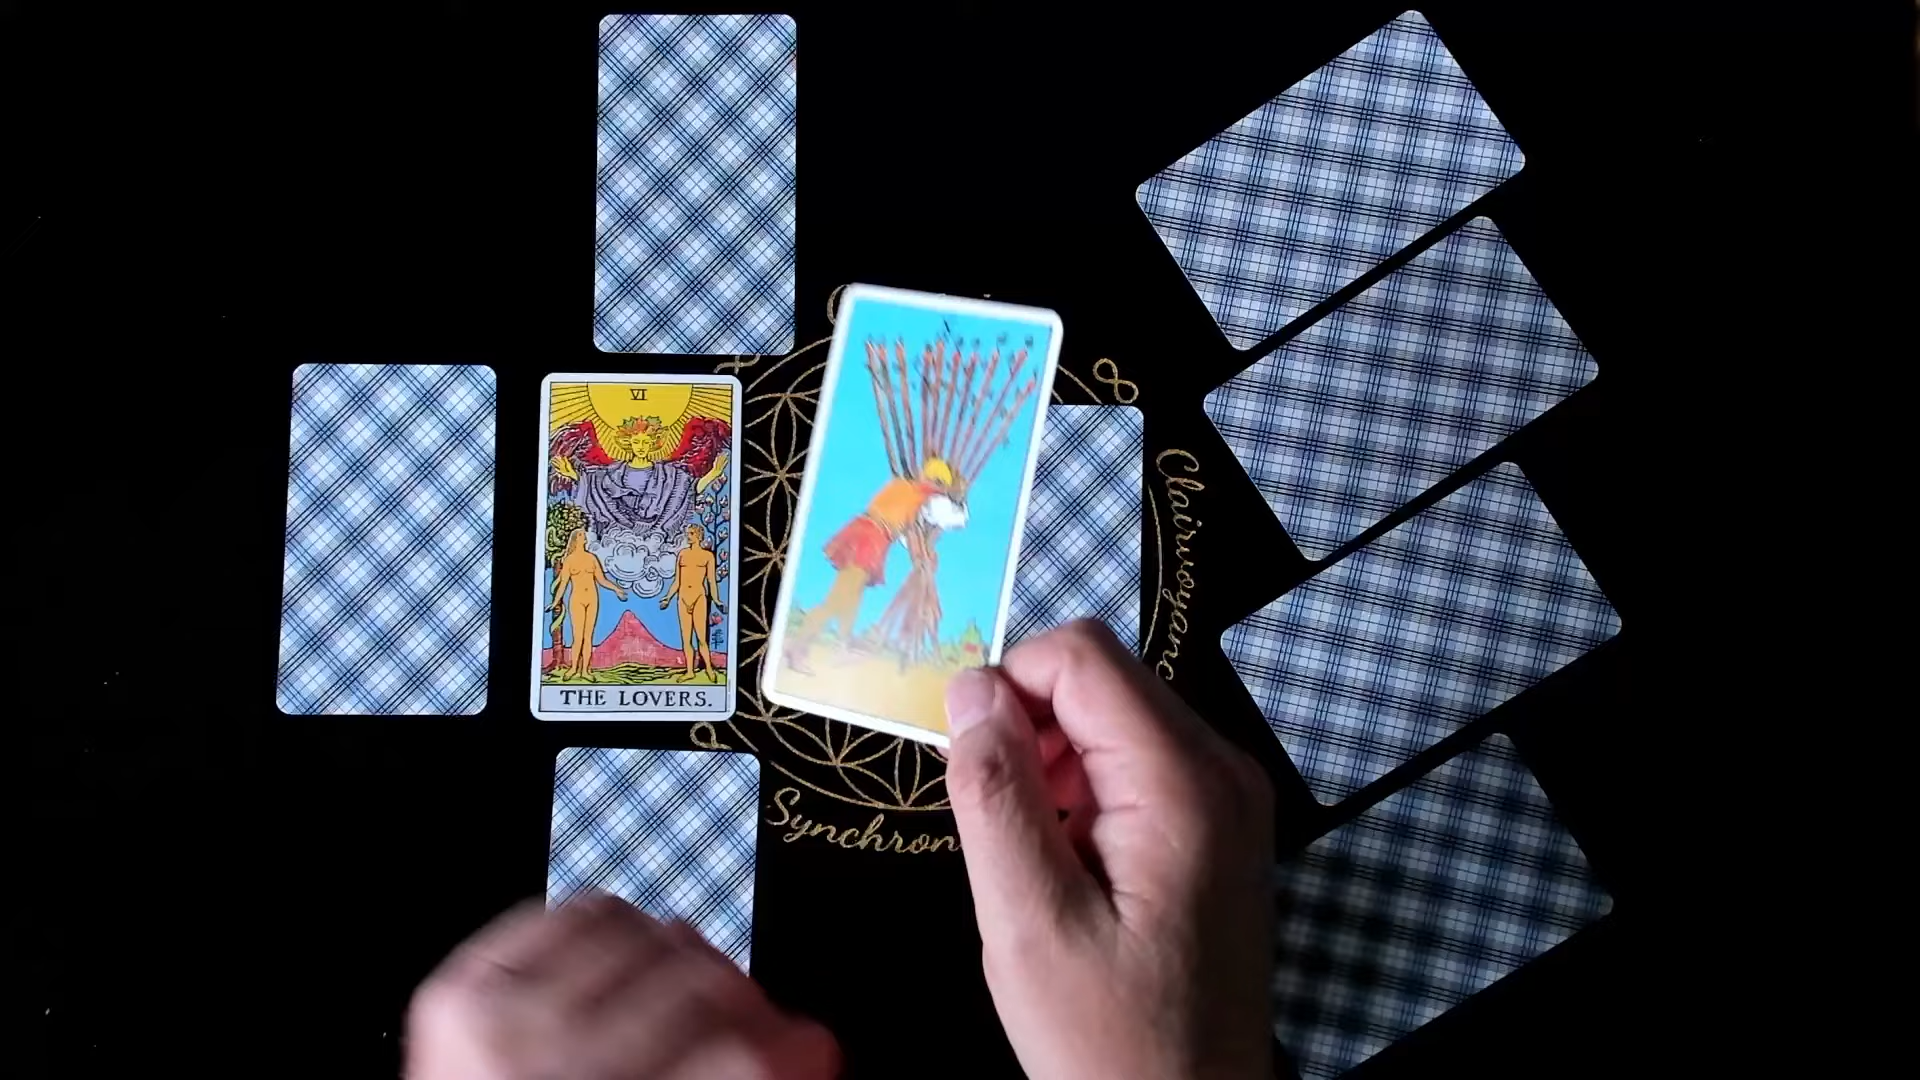 VI
THE LOVERS.
X
Clairvoyanc
Synchron